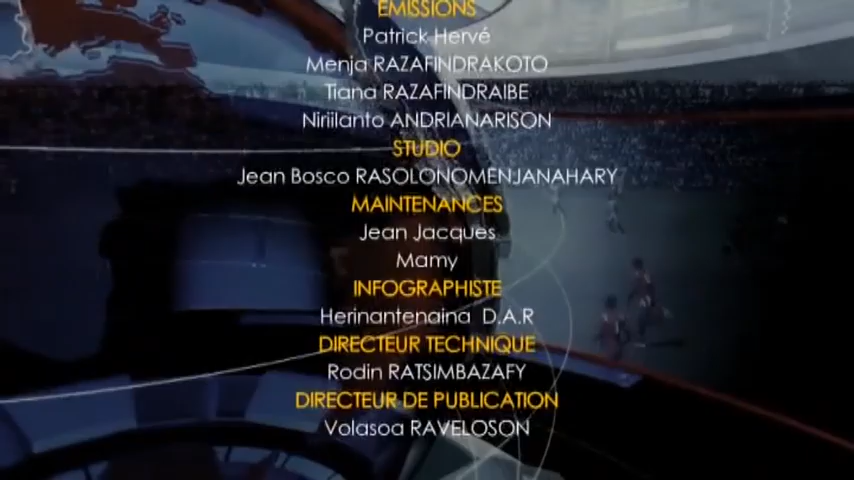 EMISSIONS
Patrick Hervé
Menja RAZAFINDRAKOTO
Tiana RAZAFINDRAIBE
Niriilanto ANDRIANARISON
STUDIO
Jean Bosco RASOLONOMENJANAHARY
MAINTENANCES
Jean Jacques
Mamy
INFOGRAPHISTE
Herinantenaina D.A.R
DIRECTEUR TECHNIQUE
Rodin RATSIMBAZAFY
DIRECTEUR DE PUBLICATION
Volasoa RAVELOSON